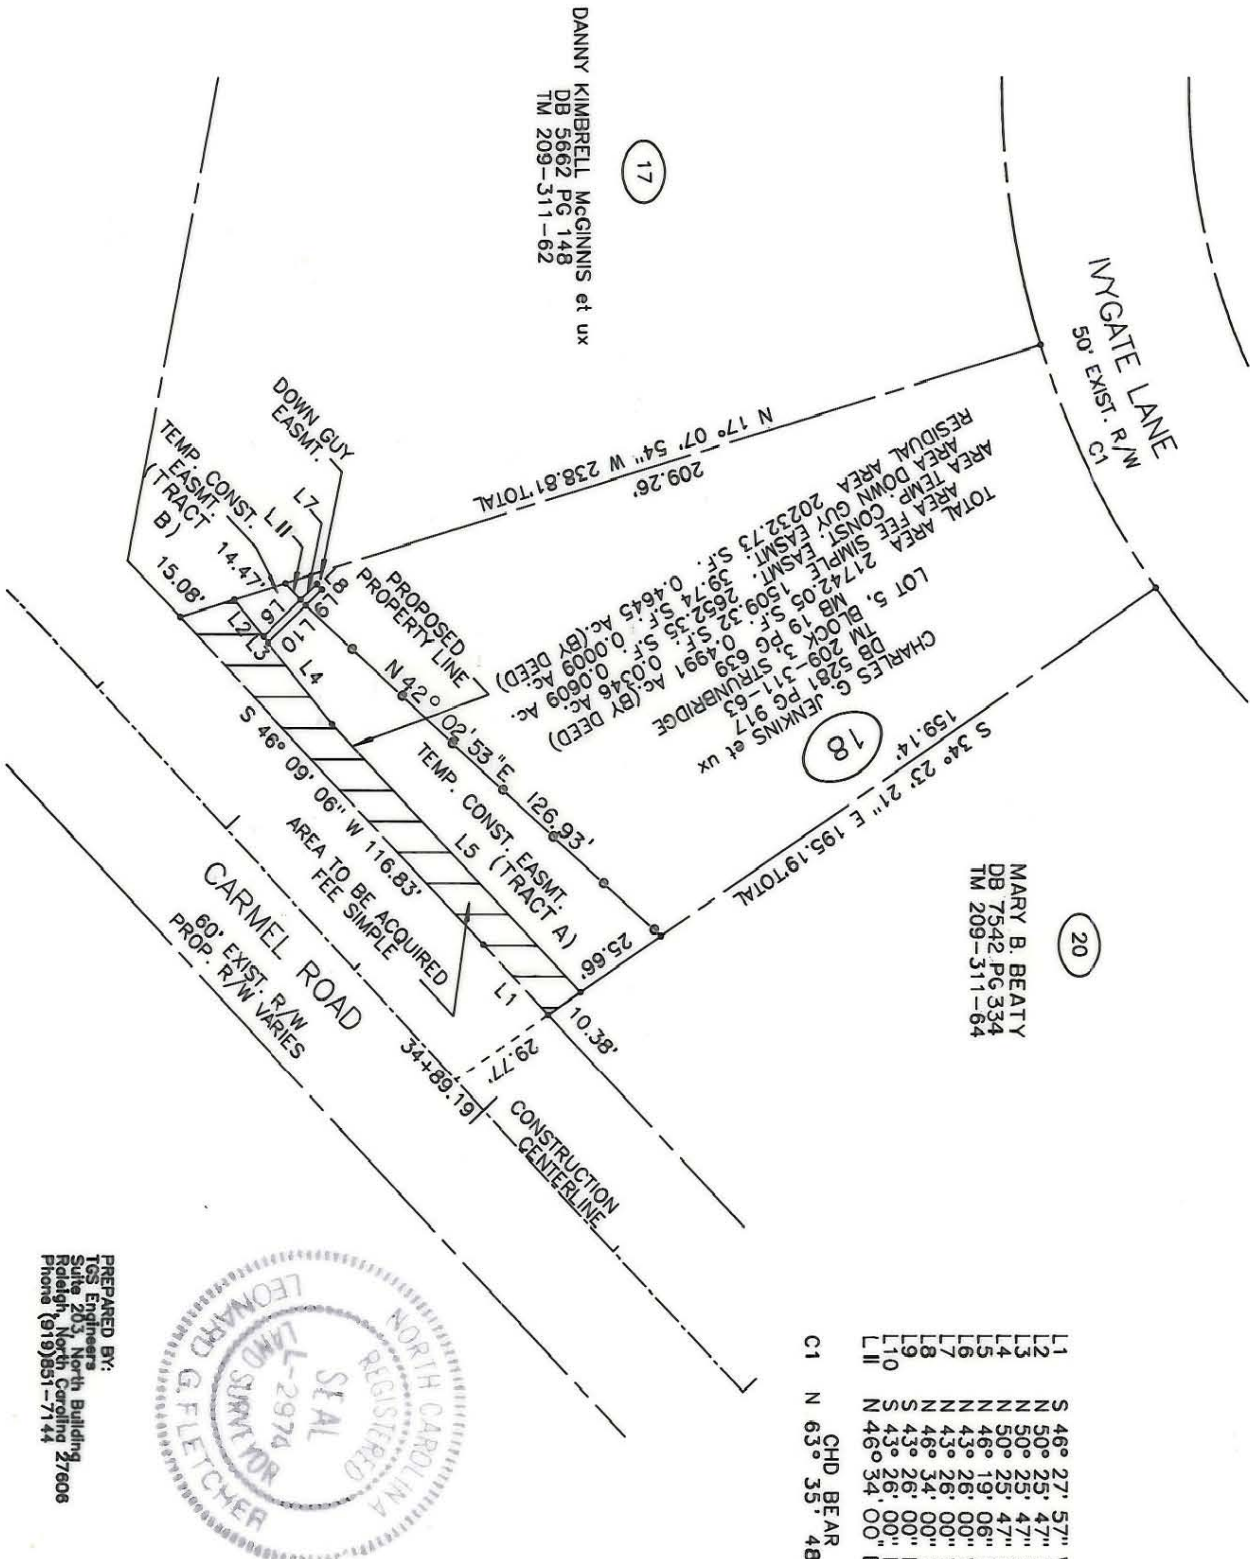 IVYGATE LANE
50' EXIST. R/W
C1
17
DANNY KIMBRELL McGINNIS et ux
DB 5662 PG 148
TM 209-311-62
N 17° 07' 54" W 238.81' TOTAL
209.26'
CHARLES G. JENKINS et ux
DB 5281 PG 917
TM 209-311-63
LOT 5, BLOCK 3 STRUNBRIDGE
MB 19 PG 639
TOTAL AREA 21742.05 S.F. 0.4991 Ac.(BY DEED)
AREA FEE SIMPLE 1509.32 S.F. 0.0346 Ac.
AREA TEMP CONST. EASMT. 2652.35 S.F. 0.0609 Ac.
AREA DOWN GUY EASMT. 39.74 S.F. 0.0009 Ac.
RESIDUAL AREA 20232.73 S.F. 0.4645 Ac.(BY DEED)
18
S 34° 23' 21" E 195.19' TOTAL
159.14'
20
MARY B. BEATY
DB 7542 PG 334
TM 209-311-64
DOWN GUY
EASMT.
TEMP. CONST.
EASMT.
(TRACT
B)
L7
L11
14.47'
15.08'
L8
L9
L6
L10
L2
L3
L4
PROPOSED
PROPERTY LINE
N 42° 02' 53" E 126.93'
TEMP. CONST. EASMT.
(TRACT A)
L5
25.66'
S 46° 09' 06" W 116.83'
AREA TO BE ACQUIRED
FEE SIMPLE
L1
10.38'
29.77'
34+89.19
CARMEL ROAD
60' EXIST. R/W
PROP. R/W VARIES
CONSTRUCTION
CENTERLINE
L1 S 46° 27' 57"
L2 N 50° 25' 47"
L3 N 50° 25' 47"
L4 N 50° 25' 47"
L5 N 46° 19' 06"
L6 N 43° 26' 00"
L7 N 43° 26' 00"
L8 N 46° 34' 00"
L9 S 43° 26' 00"
L10 S 43° 26' 00"
L11 N 46° 34' 00"
CHD BEAR
C1 N 63° 35' 48
NORTH CAROLINA
REGISTERED
SEAL
L-2974
LAND SURVEYOR
LEONARD G. FLETCHER
PREPARED BY:
TGS Engineers
Suite 203, North Building
Raleigh, North Carolina 27606
Phone (919)851-7144